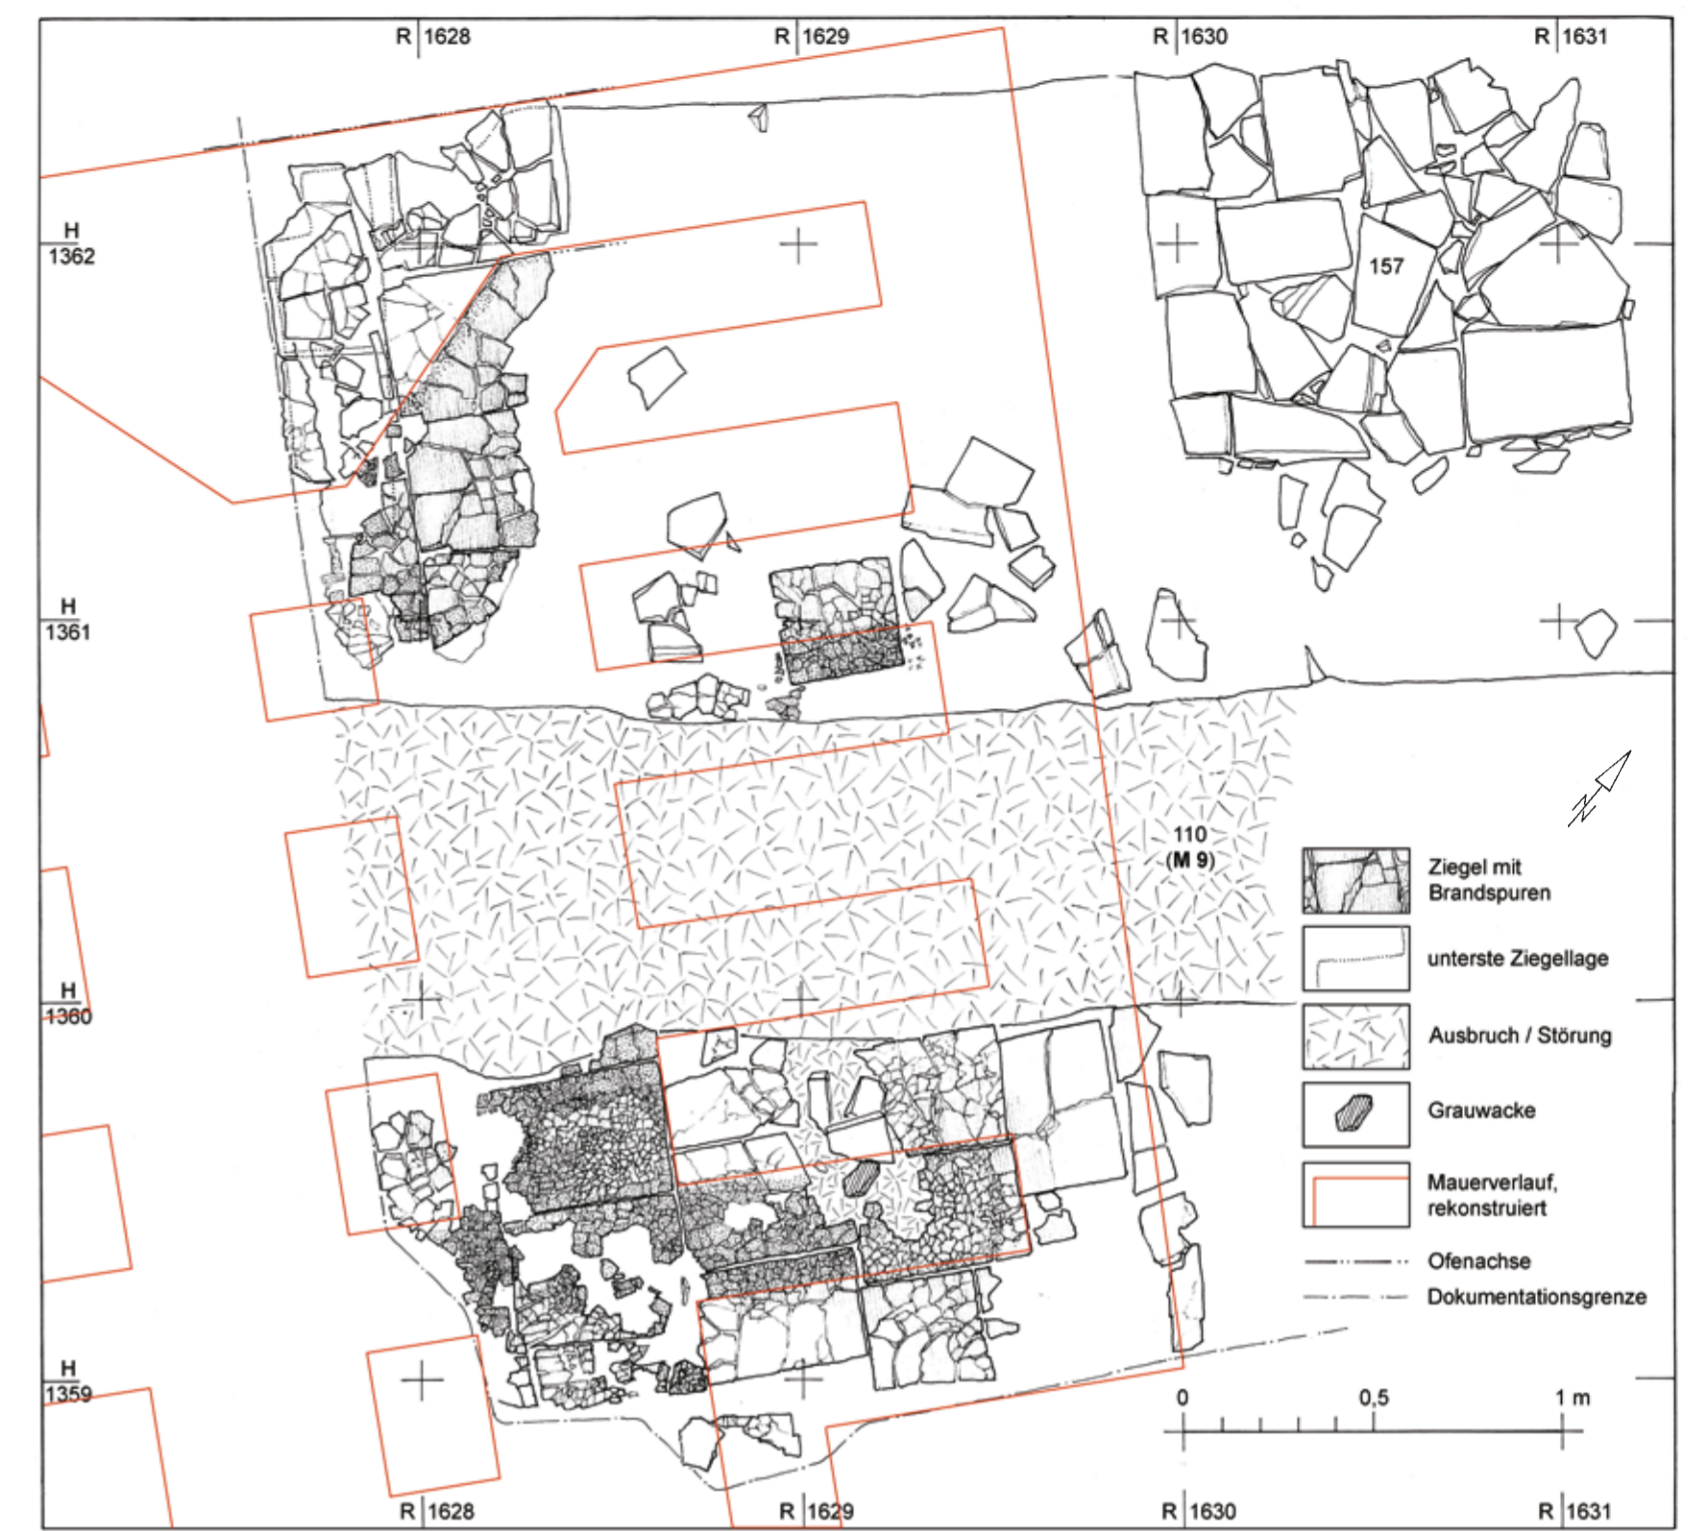 R 1628
R 1629
R 1630
R 1631
H
1362
157
H
1361
110
(M 9)
Ziegel mit
Brandspuren
unterste Ziegellage
H
1360
Ausbruch / Störung
Grauwacke
Mauerverlauf,
rekonstruiert
Ofenachse
Dokumentationsgrenze
H
1359
0 0,5 1 m
R 1628
R 1629
R 1630
R 1631
N